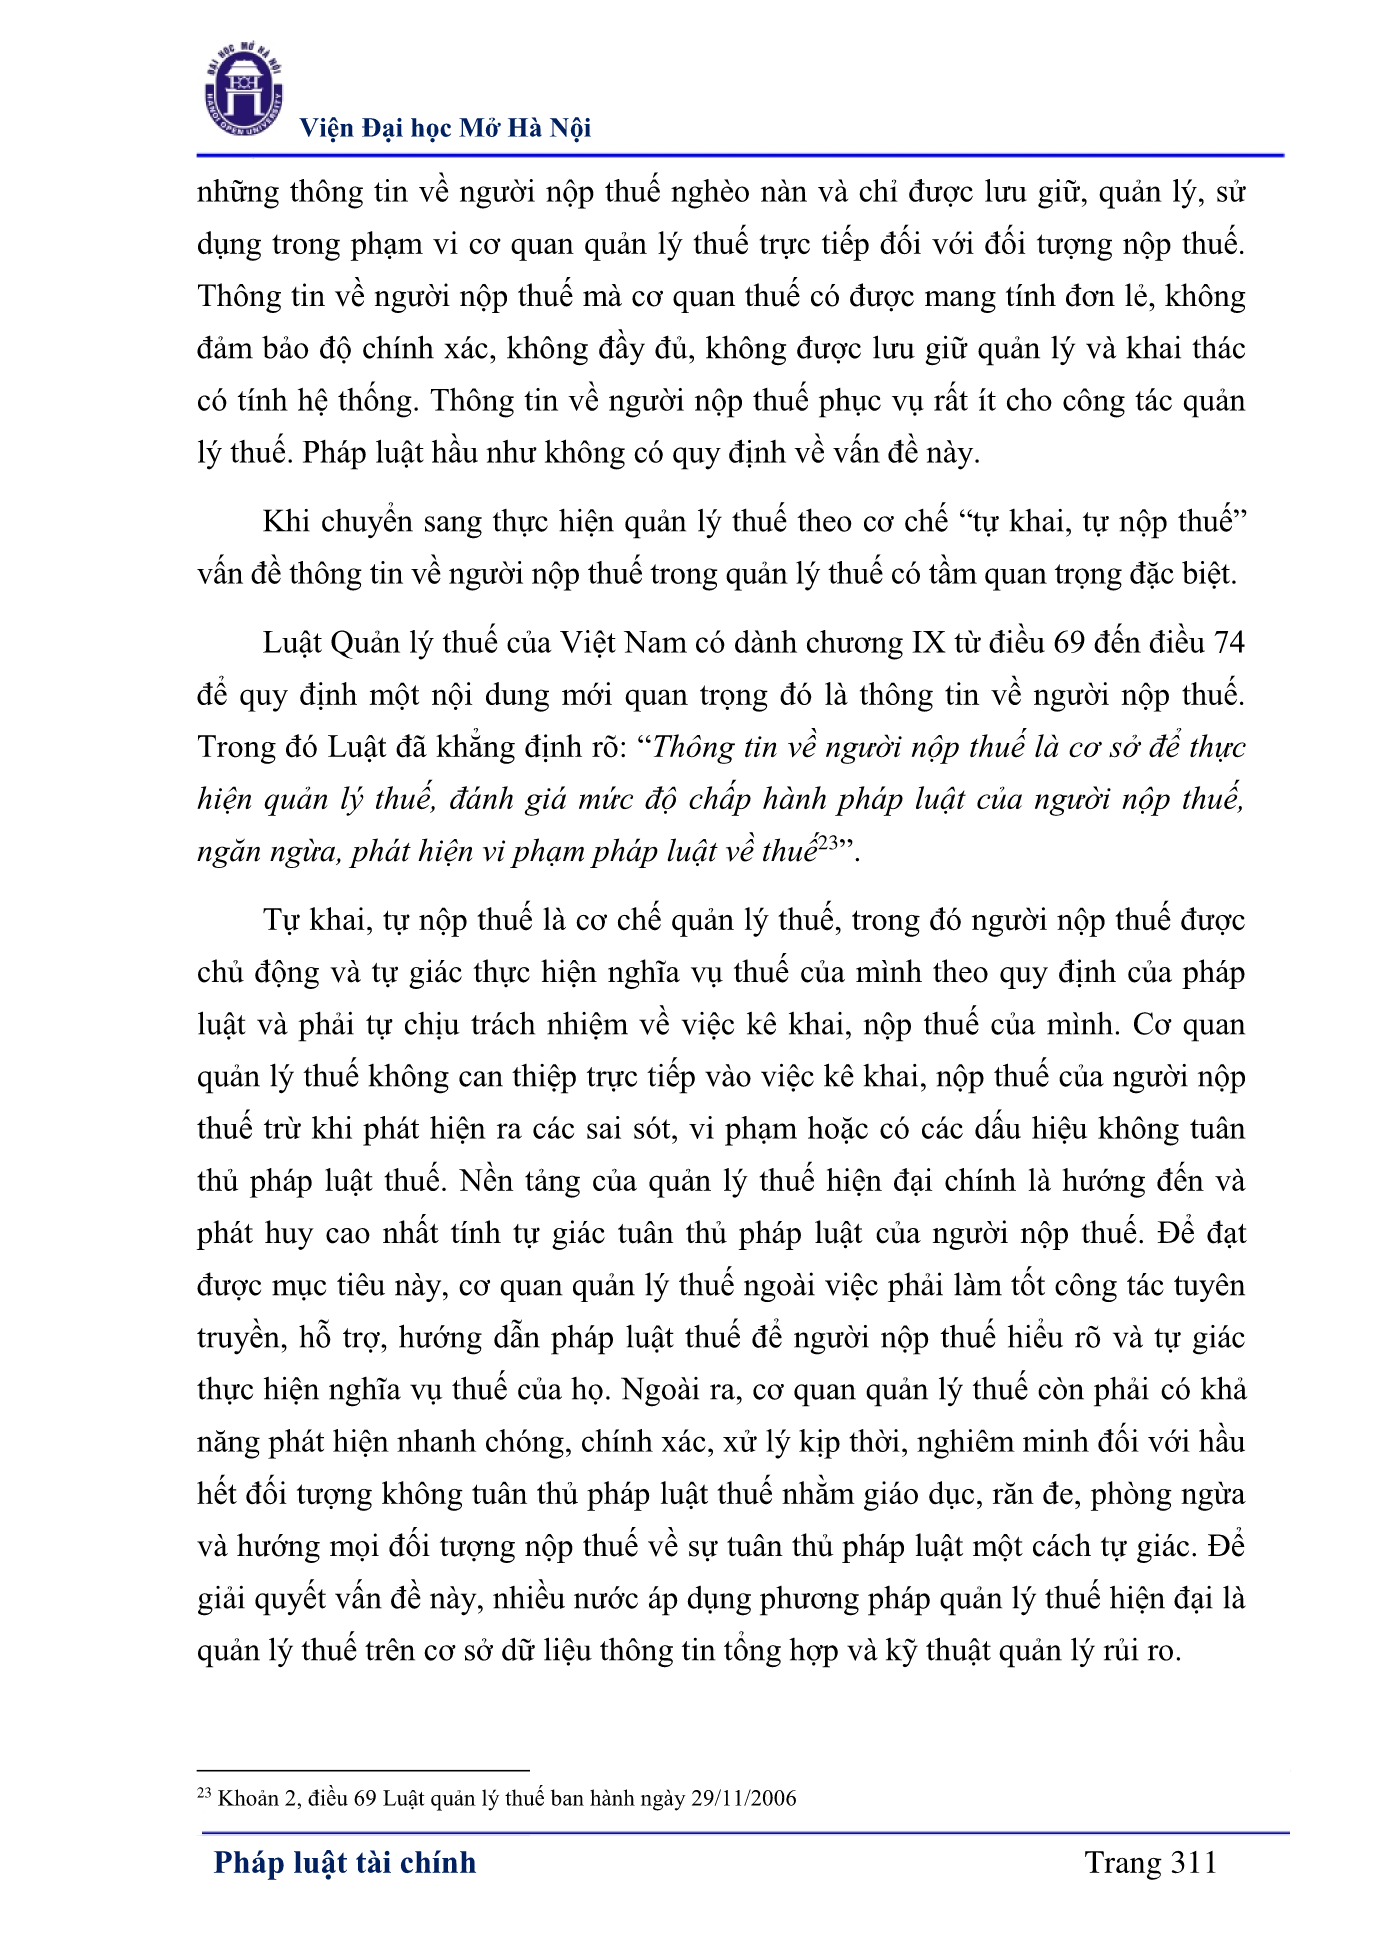 ĐẠI HỌC MỞ HÀ NỘI
HANOI OPEN UNIVERSITY
Viện Đại học Mở Hà Nội
những thông tin về người nộp thuế nghèo nàn và chỉ được lưu giữ, quản lý, sử
dụng trong phạm vi cơ quan quản lý thuế trực tiếp đối với đối tượng nộp thuế.
Thông tin về người nộp thuế mà cơ quan thuế có được mang tính đơn lẻ, không
đảm bảo độ chính xác, không đầy đủ, không được lưu giữ quản lý và khai thác
có tính hệ thống. Thông tin về người nộp thuế phục vụ rất ít cho công tác quản
lý thuế. Pháp luật hầu như không có quy định về vấn đề này.
Khi chuyển sang thực hiện quản lý thuế theo cơ chế “tự khai, tự nộp thuế”
vấn đề thông tin về người nộp thuế trong quản lý thuế có tầm quan trọng đặc biệt.
Luật Quản lý thuế của Việt Nam có dành chương IX từ điều 69 đến điều 74
để quy định một nội dung mới quan trọng đó là thông tin về người nộp thuế.
Trong đó Luật đã khẳng định rõ: “Thông tin về người nộp thuế là cơ sở để thực
hiện quản lý thuế, đánh giá mức độ chấp hành pháp luật của người nộp thuế,
ngăn ngừa, phát hiện vi phạm pháp luật về thuế23”.
Tự khai, tự nộp thuế là cơ chế quản lý thuế, trong đó người nộp thuế được
chủ động và tự giác thực hiện nghĩa vụ thuế của mình theo quy định của pháp
luật và phải tự chịu trách nhiệm về việc kê khai, nộp thuế của mình. Cơ quan
quản lý thuế không can thiệp trực tiếp vào việc kê khai, nộp thuế của người nộp
thuế trừ khi phát hiện ra các sai sót, vi phạm hoặc có các dấu hiệu không tuân
thủ pháp luật thuế. Nền tảng của quản lý thuế hiện đại chính là hướng đến và
phát huy cao nhất tính tự giác tuân thủ pháp luật của người nộp thuế. Để đạt
được mục tiêu này, cơ quan quản lý thuế ngoài việc phải làm tốt công tác tuyên
truyền, hỗ trợ, hướng dẫn pháp luật thuế để người nộp thuế hiểu rõ và tự giác
thực hiện nghĩa vụ thuế của họ. Ngoài ra, cơ quan quản lý thuế còn phải có khả
năng phát hiện nhanh chóng, chính xác, xử lý kịp thời, nghiêm minh đối với hầu
hết đối tượng không tuân thủ pháp luật thuế nhằm giáo dục, răn đe, phòng ngừa
và hướng mọi đối tượng nộp thuế về sự tuân thủ pháp luật một cách tự giác. Để
giải quyết vấn đề này, nhiều nước áp dụng phương pháp quản lý thuế hiện đại là
quản lý thuế trên cơ sở dữ liệu thông tin tổng hợp và kỹ thuật quản lý rủi ro.
23 Khoản 2, điều 69 Luật quản lý thuế ban hành ngày 29/11/2006
Pháp luật tài chính Trang 311